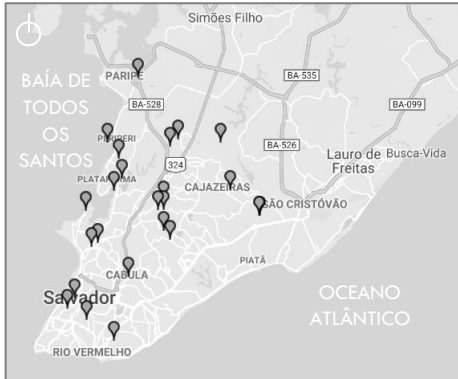 Simões Filho
PARIPE
BA-535
BAÍA DE
TODOS
OS
SANTOS
BA-528
BA-099
PERIPERI
BA-526
324
Lauro de
Freitas
Busca-Vida
PLATAFORMA
CAJAZEIRAS
SÃO CRISTÓVÃO
PIATÃ
CABULA
Salvador
OCEANO
ATLÂNTICO
RIO VERMELHO